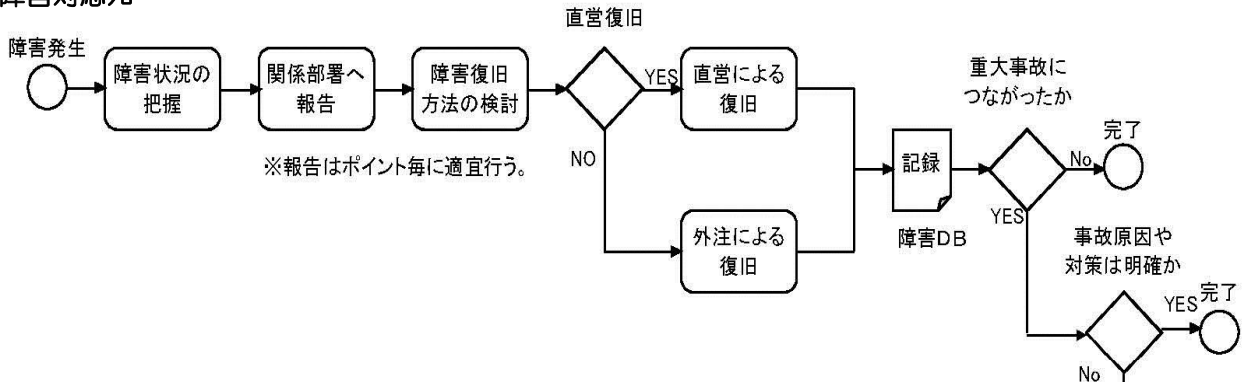 障害発生
障害状況の
把握
関係部署へ
報告
障害復旧
方法の検討
※報告はポイント毎に適宜行う。
直営復旧
YES
NO
直営による
復旧
外注による
復旧
記録
障害DB
重大事故に
つながったか
No
完了
YES
事故原因や
対策は明確か
YES
完了
No